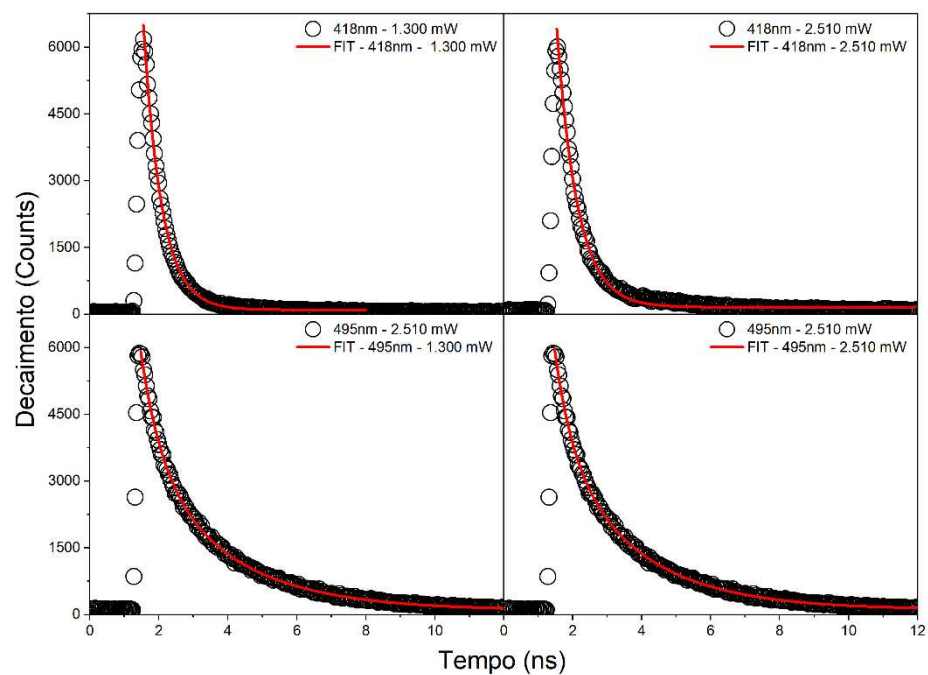 418nm - 1.300 mW
FIT - 418nm - 1.300 mW
418nm - 2.510 mW
FIT - 418nm - 2.510 mW
6000
4500
3000
1500
0
495nm - 2.510 mW
FIT - 495nm - 1.300 mW
495nm - 2.510 mW
FIT - 495nm - 2.510 mW
6000
4500
3000
1500
0
Decaimento (Counts)
0 2 4 6 8 10 0 2 4 6 8 10 12
Tempo (ns)